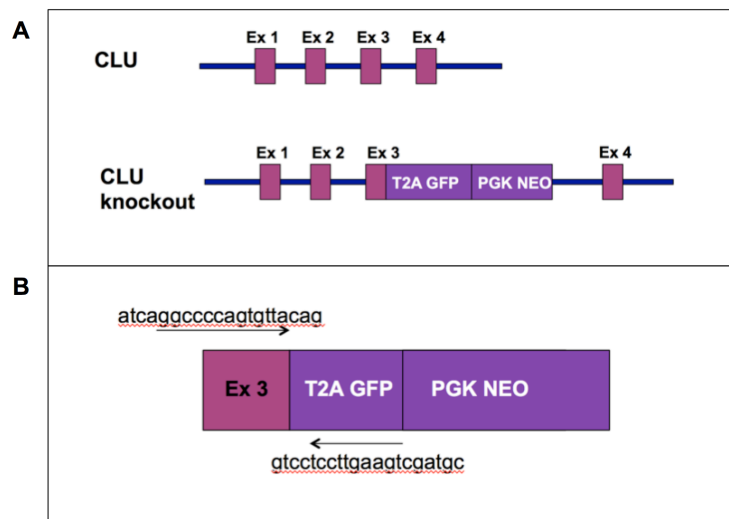 A
Ex 1 Ex 2 Ex 3 Ex 4
CLU
Ex 1 Ex 2 Ex 3 Ex 4
CLU
knockout
T2A GFP PGK NEO
B
atcaggccccagtgttacag
Ex 3 T2A GFP PGK NEO
gtcctccttgaagtcgatgc